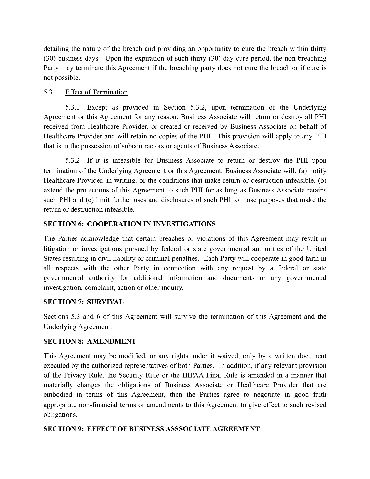 detailing the nature of the breach and providing an opportunity to cure the breach within thirty
(30) business days. Upon the expiration of such thirty (30) day cure period, the non-breaching
Party may terminate this Agreement if the breaching party does not cure the breach or if cure is
not possible.
5.3 Effect of Termination
5.3.1 Except as provided in Section 5.3.2, upon termination of the Underlying
Agreement or this Agreement for any reason, Business Associate will return or destroy all PHI
received from Healthcare Provider, or created or received by Business Associate on behalf of
Healthcare Provider and will retain no copies of the PHI. This provision will apply to any PHI
that is in the possession of subcontractors or agents of Business Associate.
5.3.2 If it is infeasible for Business Associate to return or destroy the PHI upon
termination of the Underlying Agreement or this Agreement, Business Associate will: (a) notify
Healthcare Provider, in writing, of the conditions that make return or destruction infeasible, (b)
extend the protections of this Agreement to such PHI for as long as Business Associate retains
such PHI and (c) limit further uses and disclosures of such PHI to those purposes that make the
return or destruction infeasible.
SECTION 6: COOPERATION IN INVESTIGATIONS
The Parties acknowledge that certain breaches or violations of this Agreement may result in
litigation or investigations pursued by federal or state governmental authorities of the United
States resulting in civil liability or criminal penalties. Each Party will cooperate in good faith in
all respects with the other Party in connection with any request by a federal or state
governmental authority for additional information and documents or any governmental
investigation, complaint, action or other inquiry.
SECTION 7: SURVIVAL
Sections 5.3 and 6 of this Agreement will survive the termination of this Agreement and the
Underlying Agreement.
SECTION 8: AMENDMENT
This Agreement may be modified, or any rights under it waived, only by a written document
executed by the authorized representatives of both Parties. In addition, if any relevant provision
of the Privacy Rule, the Security Rule or the HIPAA Final Rule is amended in a manner that
materially changes the obligations of Business Associate or Healthcare Provider that are
embodied in terms of this Agreement, then the Parties agree to negotiate in good faith
appropriate non-financial terms or amendments to this Agreement to give effect to such revised
obligations.
SECTION 9: EFFECT OF BUSINESS ASSSOCIATE AGREEMENT